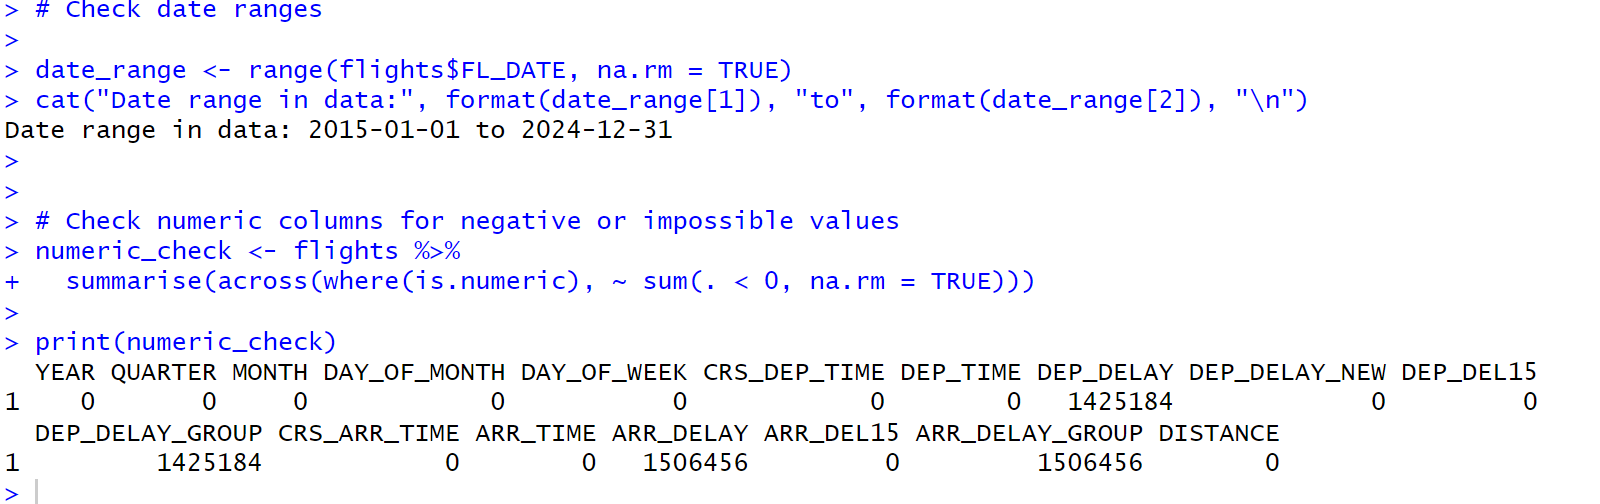 > # Check date ranges
>
> date_range <- range(flights$FL_DATE, na.rm = TRUE)
> cat("Date range in data:", format(date_range[1]), "to", format(date_range[2]), "\n")
Date range in data: 2015-01-01 to 2024-12-31
>
>
> # Check numeric columns for negative or impossible values
> numeric_check <- flights %>%
+   summarise(across(where(is.numeric), ~ sum(. < 0, na.rm = TRUE)))
>
> print(numeric_check)
  YEAR QUARTER MONTH DAY_OF_MONTH DAY_OF_WEEK CRS_DEP_TIME DEP_TIME DEP_DELAY DEP_DELAY_NEW DEP_DEL15
1    0       0     0            0           0            0        0   1425184             0         0
  DEP_DELAY_GROUP CRS_ARR_TIME ARR_TIME ARR_DELAY ARR_DEL15 ARR_DELAY_GROUP DISTANCE
1         1425184            0        0   1506456         0         1506456        0
>